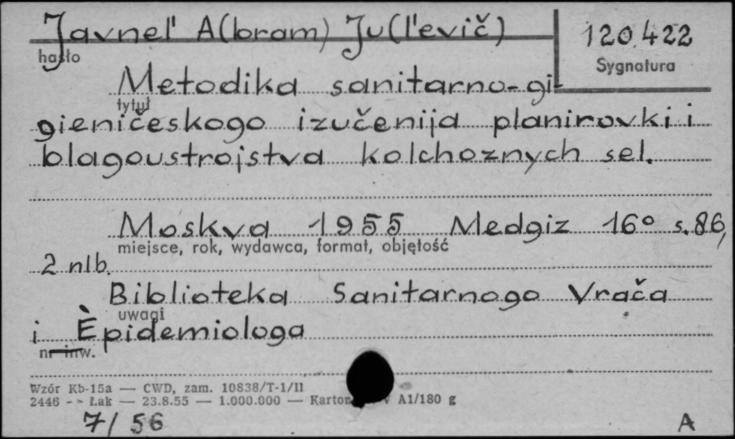 Javnel' A(bram) Ju(l'evič)
120.422
hasło
Sygnatura
Metodika sanitarno-gi-
tytuł
gieničeskogo izučenija planirovki i
blagoustrojstva kolchoznych sel.
Moskva 1955 Medgiz 16° s. 86,
miejsce, rok, wydawca, format, objętość
2 nlb.
Biblioteka Sanitarnogo Vrača
uwagi
i Èpidemiologa
nr inw.
Wzór Kb-15a — CWD, zam. 10838/T-1/II
2446 -- Łak — 23.8.55 — 1.000.000 — Karton V A1/180 g
7/56
A